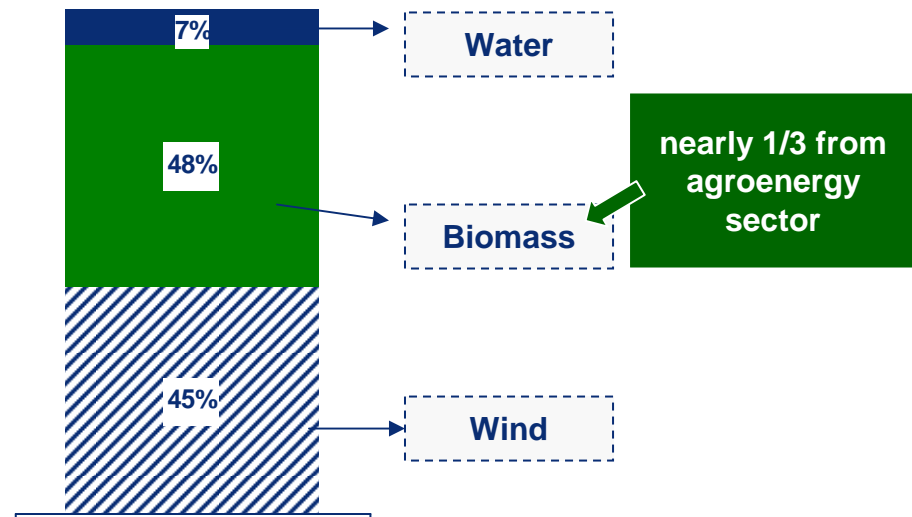 7%
Water
48%
nearly 1/3 from
agroenergy
sector
Biomass
45%
Wind